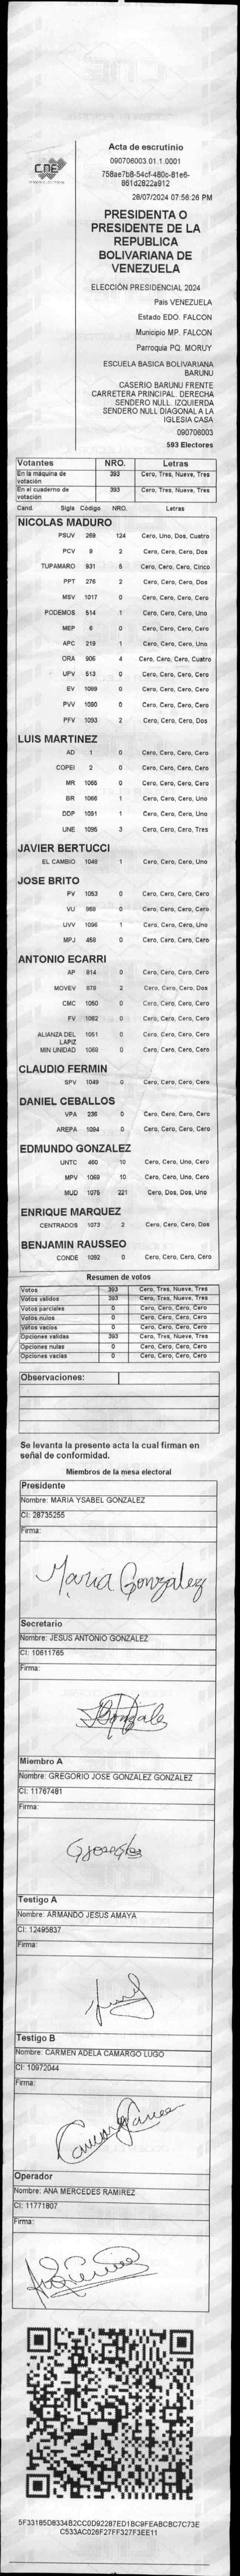 CNE
Acta de escrutinio
090706003.01.1.0001
758ae7b8-54cf-480c-81e6-
861d2822a912
28/07/2024 07:56:26 PM
PRESIDENTA O
PRESIDENTE DE LA
REPUBLICA
BOLIVARIANA DE
VENEZUELA
ELECCIÓN PRESIDENCIAL 2024
País VENEZUELA
Estado EDO. FALCON
Municipio MP. FALCON
Parroquia PQ. MORUY
ESCUELA BASICA BOLIVARIANA
BARUNU
CASERIO BARUNU FRENTE
CARRETERA PRINCIPAL. DERECHA
SENDERO NULL. IZQUIERDA
SENDERO NULL DIAGONAL A LA
IGLESIA CASA
090706003
593 Electores
Votantes NRO. Letras
En la máquina de votación 393 Cero, Tres, Nueve, Tres
En el cuaderno de votación 393 Cero, Tres, Nueve, Tres
Cand. Sigla Código NRO. Letras
NICOLAS MADURO
PSUV 269 124 Cero, Uno, Dos, Cuatro
PCV 9 2 Cero, Cero, Cero, Dos
TUPAMARO 931 5 Cero, Cero, Cero, Cinco
PPT 276 2 Cero, Cero, Cero, Dos
MSV 1017 0 Cero, Cero, Cero, Cero
PODEMOS 514 1 Cero, Cero, Cero, Uno
MEP 6 0 Cero, Cero, Cero, Cero
APC 219 1 Cero, Cero, Cero, Uno
ORA 906 4 Cero, Cero, Cero, Cuatro
UPV 513 0 Cero, Cero, Cero, Cero
EV 1089 0 Cero, Cero, Cero, Cero
PVV 1090 0 Cero, Cero, Cero, Cero
PFV 1093 2 Cero, Cero, Cero, Dos
LUIS MARTINEZ
AD 1 0 Cero, Cero, Cero, Cero
COPEI 2 0 Cero, Cero, Cero, Cero
MR 1065 0 Cero, Cero, Cero, Cero
BR 1066 1 Cero, Cero, Cero, Uno
DDP 1091 1 Cero, Cero, Cero, Uno
UNE 1095 3 Cero, Cero, Cero, Tres
JAVIER BERTUCCI
EL CAMBIO 1048 1 Cero, Cero, Cero, Uno
JOSE BRITO
PV 1053 0 Cero, Cero, Cero, Cero
VU 868 0 Cero, Cero, Cero, Cero
UVV 1096 1 Cero, Cero, Cero, Uno
MPJ 458 0 Cero, Cero, Cero, Cero
ANTONIO ECARRI
AP 814 0 Cero, Cero, Cero, Cero
MOVEV 879 2 Cero, Cero, Cero, Dos
CMC 1050 0 Cero, Cero, Cero, Cero
FV 1062 0 Cero, Cero, Cero, Cero
ALIANZA DEL LAPIZ 1051 0 Cero, Cero, Cero, Cero
MIN UNIDAD 1068 0 Cero, Cero, Cero, Cero
CLAUDIO FERMIN
SPV 1049 0 Cero, Cero, Cero, Cero
DANIEL CEBALLOS
VPA 236 0 Cero, Cero, Cero, Cero
AREPA 1094 0 Cero, Cero, Cero, Cero
EDMUNDO GONZALEZ
UNTC 460 10 Cero, Cero, Uno, Cero
MPV 1069 10 Cero, Cero, Uno, Cero
MUD 1075 221 Cero, Dos, Dos, Uno
ENRIQUE MARQUEZ
CENTRADOS 1073 2 Cero, Cero, Cero, Dos
BENJAMIN RAUSSEO
CONDE 1092 0 Cero, Cero, Cero, Cero
Resumen de votos
Votos 393 Cero, Tres, Nueve, Tres
Votos validos 393 Cero, Tres, Nueve, Tres
Votos parciales 0 Cero, Cero, Cero, Cero
Votos nulos 0 Cero, Cero, Cero, Cero
Votos vacios 0 Cero, Cero, Cero, Cero
Opciones validas 393 Cero, Tres, Nueve, Tres
Opciones nulas 0 Cero, Cero, Cero, Cero
Opciones vacias 0 Cero, Cero, Cero, Cero
Observaciones:
Se levanta la presente acta la cual firman en
señal de conformidad.
Miembros de la mesa electoral
Presidente
Nombre: MARIA YSABEL GONZALEZ
CI: 28735255
Firma:
Maria Gonzalez
Secretario
Nombre: JESUS ANTONIO GONZALEZ
CI: 10611765
Firma:
Miembro A
Nombre: GREGORIO JOSE GONZALEZ GONZALEZ
CI: 11767481
Firma:
Testigo A
Nombre: ARMANDO JESUS AMAYA
CI: 12495837
Firma:
Testigo B
Nombre: CARMEN ADELA CAMARGO LUGO
CI: 10972044
Firma:
Operador
Nombre: ANA MERCEDES RAMIREZ
CI: 11771807
Firma:
5F33185D8334B2CC0D92287ED1BC9FEABCBC7C73E
C533AC026F27FF327F3EE11